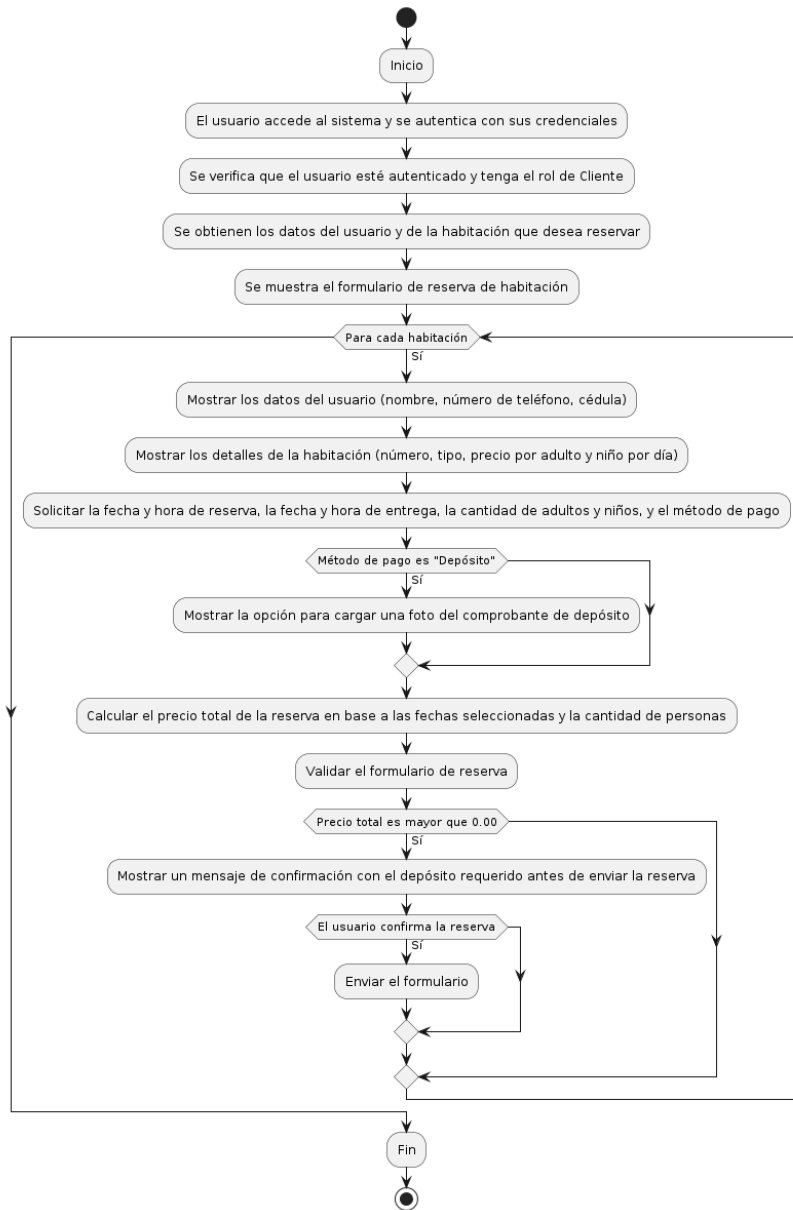 Inicio
El usuario accede al sistema y se autentica con sus credenciales
Se verifica que el usuario esté autenticado y tenga el rol de Cliente
Se obtienen los datos del usuario y de la habitación que desea reservar
Se muestra el formulario de reserva de habitación
Para cada habitación
Sí
Mostrar los datos del usuario (nombre, número de teléfono, cédula)
Mostrar los detalles de la habitación (número, tipo, precio por adulto y niño por día)
Solicitar la fecha y hora de reserva, la fecha y hora de entrega, la cantidad de adultos y niños, y el método de pago
Método de pago es "Depósito"
Sí
Mostrar la opción para cargar una foto del comprobante de depósito
Calcular el precio total de la reserva en base a las fechas seleccionadas y la cantidad de personas
Validar el formulario de reserva
Precio total es mayor que 0.00
Sí
Mostrar un mensaje de confirmación con el depósito requerido antes de enviar la reserva
El usuario confirma la reserva
Sí
Enviar el formulario
Fin